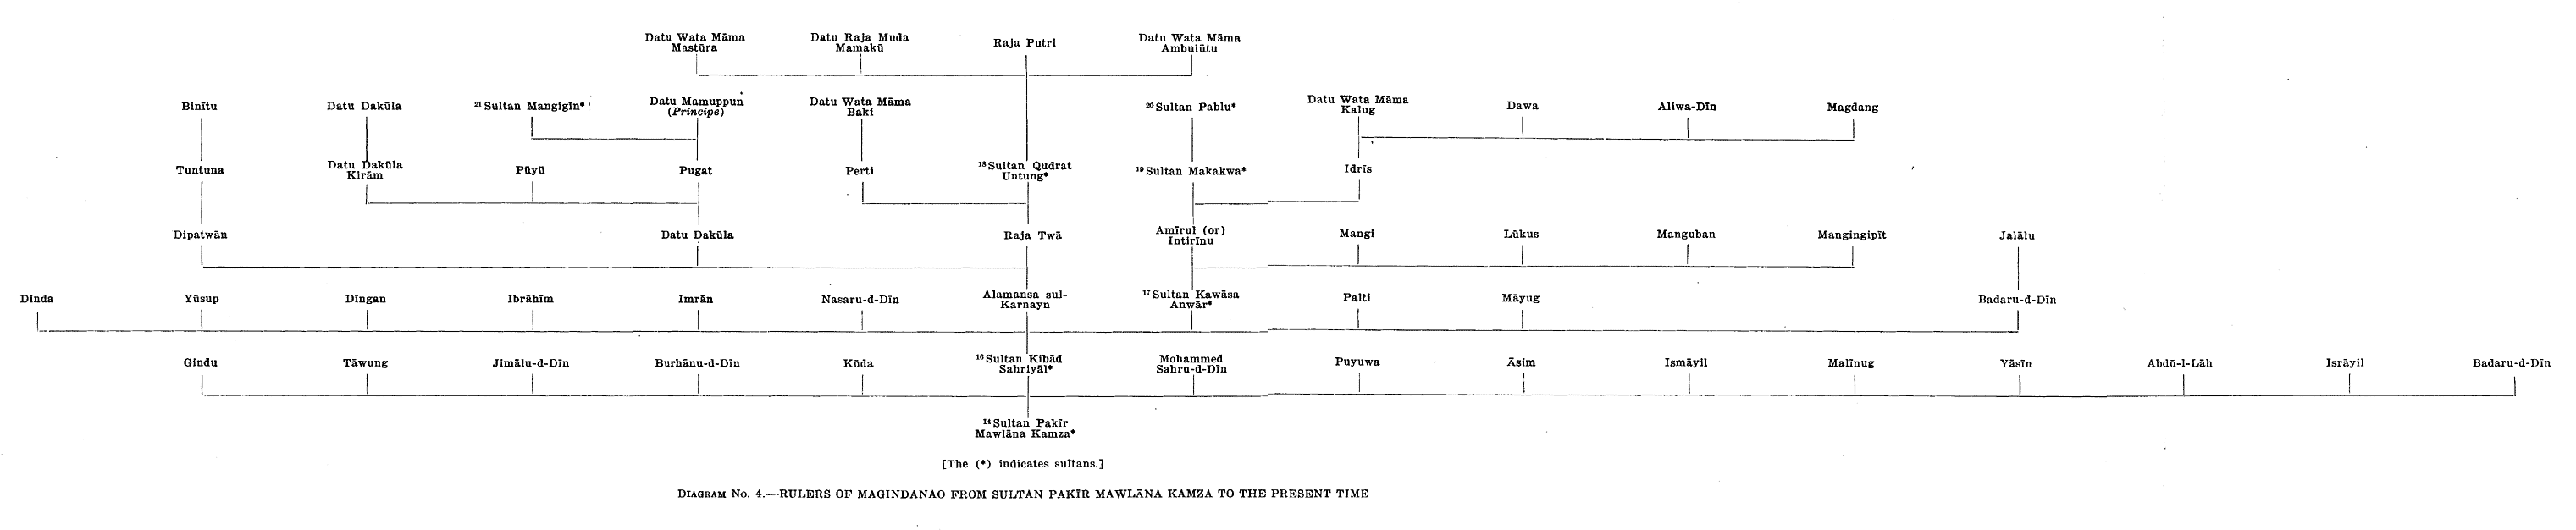 Datu Wata Māma Mastūra
Datu Raja Muda Mamakū
Raja Putri
Datu Wata Māma Ambulūtu
Binītu
Datu Dakūla
21 Sultan Mangigīn*
Datu Mamuppun (Principe)
Datu Wata Māma Baki
20 Sultan Pablu*
Datu Wata Māma Kalug
Dawa
Aliwa-Dīn
Magdang
Tuntuna
Datu Dakūla Kirām
Pūyū
Pugat
Perti
18 Sultan Qudrat Untung*
19 Sultan Makakwa*
Idrīs
Dipatwān
Datu Dakūla
Raja Twā
Amīrul (or) Intirīnu
Mangi
Lūkus
Manguban
Mangingipīt
Jalālu
Dinda
Yūsup
Dīngan
Ibrāhīm
Imrān
Nasaru-d-Dīn
Alamansa sul-Karnayn
17 Sultan Kawāsa Anwār*
Palti
Māyug
Badaru-d-Dīn
Gindu
Tāwung
Jimālu-d-Dīn
Burhānu-d-Dīn
Kūda
16 Sultan Kibād Sahriyāl*
Mohammed Sahru-d-Dīn
Puyuwa
Āsim
Ismāyil
Malīnug
Yāsīn
Abdū-l-Lāh
Isrāyil
Badaru-d-Dīn
14 Sultan Pakīr
Mawlāna Kamza*
[The (*) indicates sultans.]
Diagram No. 4.—RULERS OF MAGINDANAO FROM SULTAN PAKĪR MAWLĀNA KAMZA TO THE PRESENT TIME